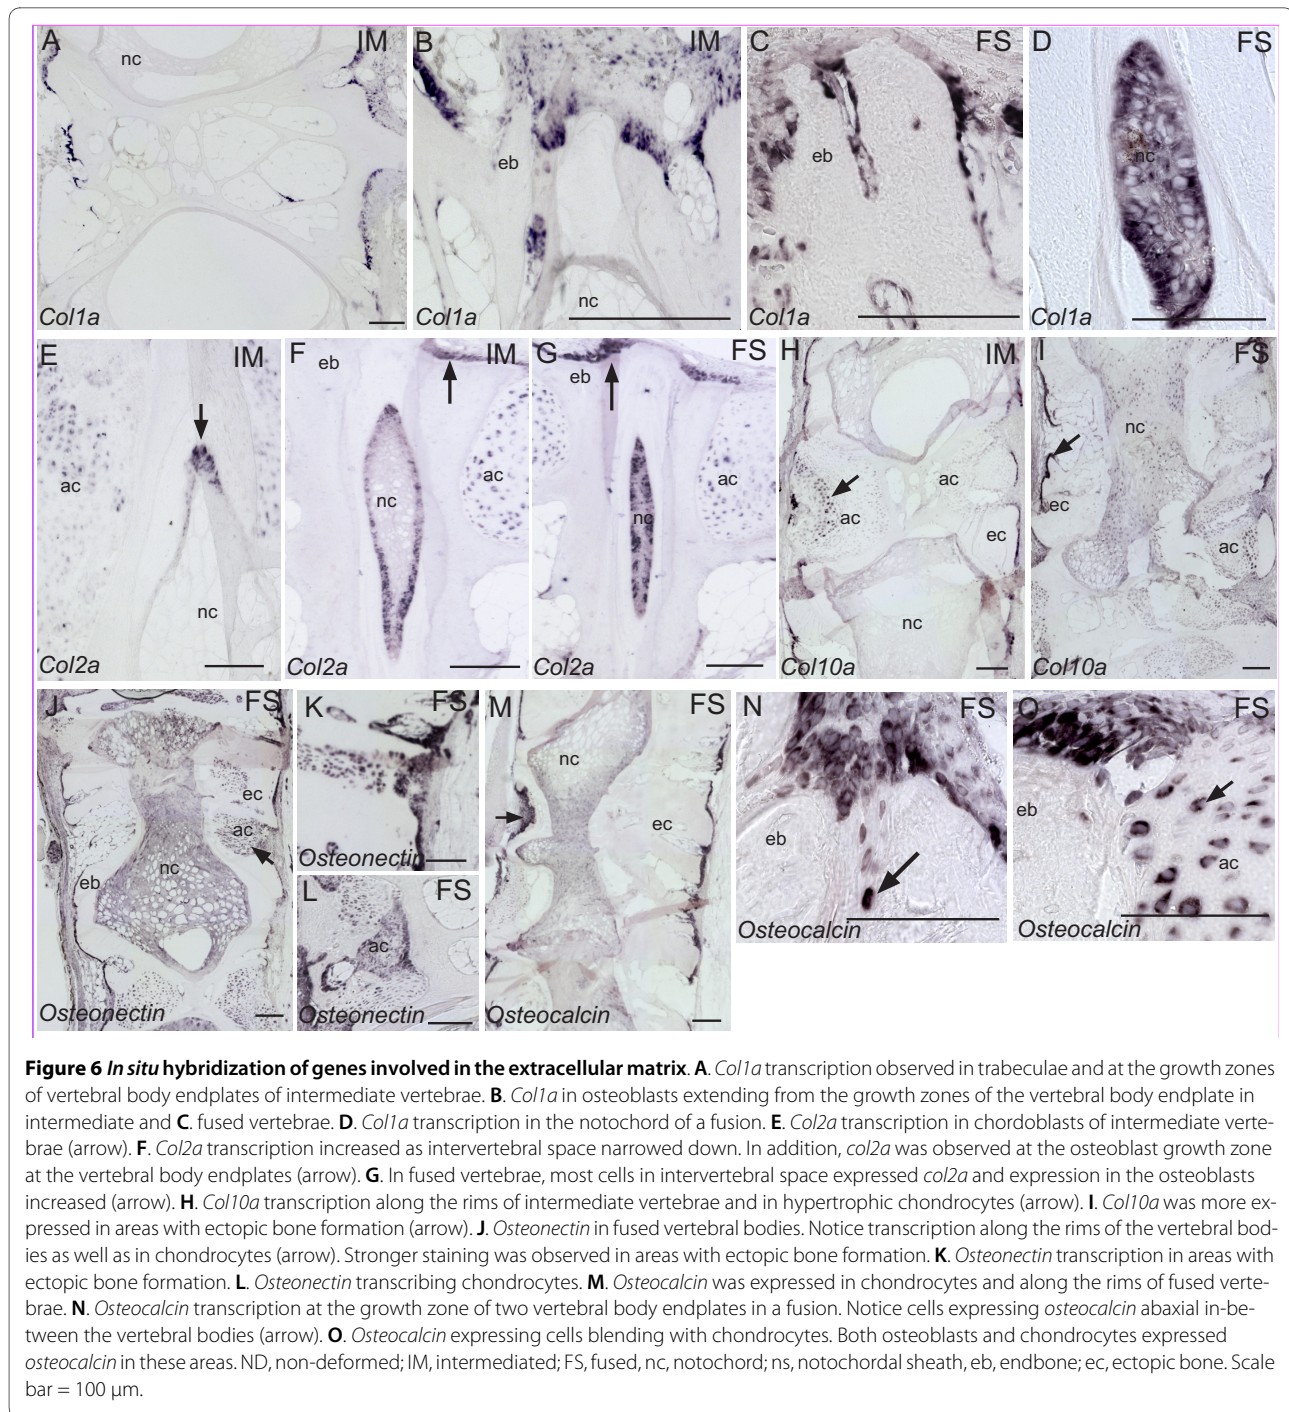 A
IM
nc
Col1a
B
IM
eb
nc
Col1a
C
FS
eb
Col1a
D
FS
nc
Col1a
E
IM
ac
nc
Col2a
F
eb
IM
nc
ac
Col2a
G
FS
eb
nc
ac
Col2a
H
IM
ac
ac
ec
nc
Col10a
I
FS
nc
ec
ac
Col10a
J
FS
ec
ac
nc
eb
Osteonectin
K
FS
Osteonectin
L
FS
ac
Osteonectin
M
FS
nc
ec
Osteocalcin
N
FS
eb
Osteocalcin
O
FS
eb
ac
Osteocalcin
Figure 6 In situ hybridization of genes involved in the extracellular matrix. A. Col1a transcription observed in trabeculae and at the growth zones
of vertebral body endplates of intermediate vertebrae. B. Col1a in osteoblasts extending from the growth zones of the vertebral body endplate in
intermediate and C. fused vertebrae. D. Col1a transcription in the notochord of a fusion. E. Col2a transcription in chordoblasts of intermediate verte-
brae (arrow). F. Col2a transcription increased as intervertebral space narrowed down. In addition, col2a was observed at the osteoblast growth zone
at the vertebral body endplates (arrow). G. In fused vertebrae, most cells in intervertebral space expressed col2a and expression in the osteoblasts
increased (arrow). H. Col10a transcription along the rims of intermediate vertebrae and in hypertrophic chondrocytes (arrow). I. Col10a was more ex-
pressed in areas with ectopic bone formation (arrow). J. Osteonectin in fused vertebral bodies. Notice transcription along the rims of the vertebral bod-
ies as well as in chondrocytes (arrow). Stronger staining was observed in areas with ectopic bone formation. K. Osteonectin transcription in areas with
ectopic bone formation. L. Osteonectin transcribing chondrocytes. M. Osteocalcin was expressed in chondrocytes and along the rims of fused verte-
brae. N. Osteocalcin transcription at the growth zone of two vertebral body endplates in a fusion. Notice cells expressing osteocalcin abaxial in-be-
tween the vertebral bodies (arrow). O. Osteocalcin expressing cells blending with chondrocytes. Both osteoblasts and chondrocytes expressed
osteocalcin in these areas. ND, non-deformed; IM, intermediated; FS, fused, nc, notochord; ns, notochordal sheath, eb, endbone; ec, ectopic bone. Scale
bar = 100 μm.